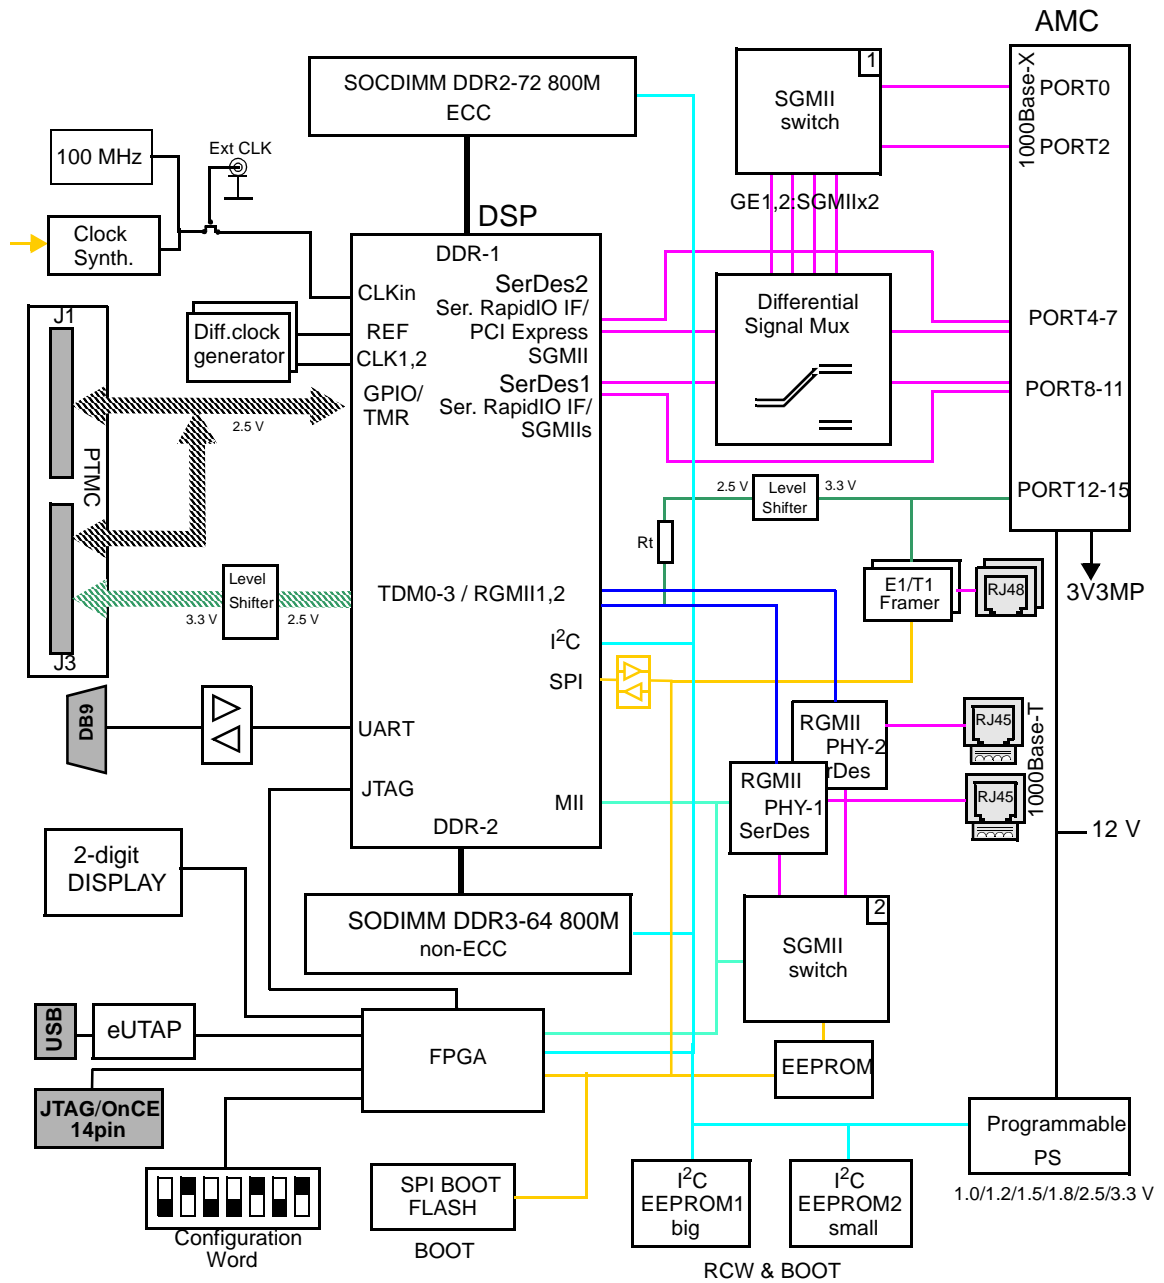 AMC
SOCDIMM DDR2-72 800M
ECC
1
SGMII
switch
1000Base-X
PORT0
PORT2
100 MHz
Ext CLK
GE1,2:SGMIIx2
DSP
Clock
Synth.
DDR-1
SerDes2
Ser. RapidIO IF/
PCI Express
SGMII
SerDes1
Ser. RapidIO IF/
SGMIIs
CLKin
REF
CLK1,2
GPIO/
TMR
Differential
Signal Mux
PORT4-7
PORT8-11
J1
Diff.clock
generator
2.5 V
PTMC
2.5 V
Level
Shifter
3.3 V
PORT12-15
Rt
Level
Shifter
3.3 V
2.5 V
TDM0-3 / RGMII1,2
E1/T1
Framer
RJ48
3V3MP
J3
I2C
SPI
DB9
UART
RGMII
PHY-2
rDes
RJ45
1000Base-T
JTAG
MII
RGMII
PHY-1
SerDes
RJ45
DDR-2
12 V
2-digit
DISPLAY
SODIMM DDR3-64 800M
non-ECC
2
SGMII
switch
USB
eUTAP
FPGA
EEPROM
JTAG/OnCE
14pin
Programmable
PS
1.0/1.2/1.5/1.8/2.5/3.3 V
SPI BOOT
FLASH
BOOT
I2C
EEPROM1
big
I2C
EEPROM2
small
Configuration
Word
RCW & BOOT